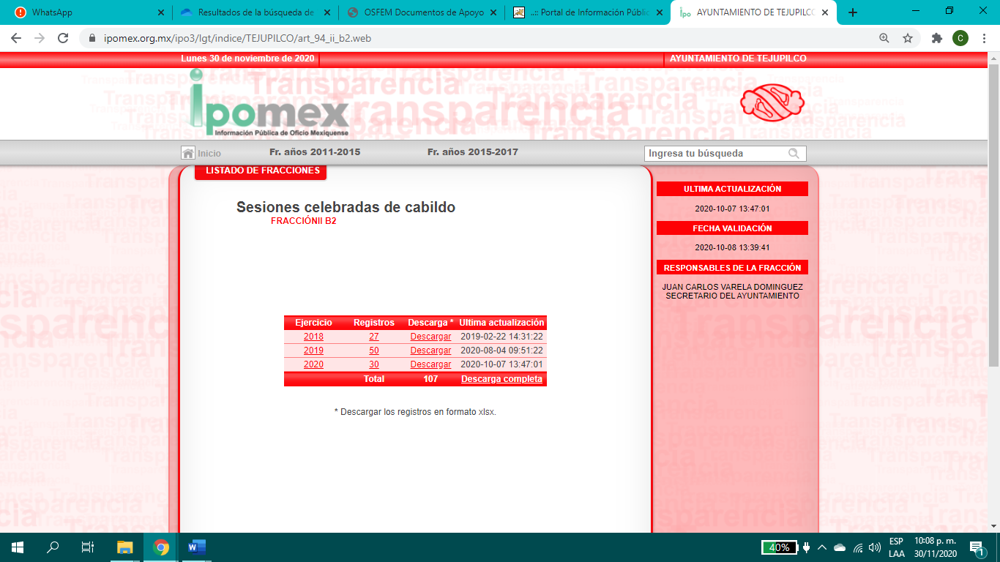 WhatsApp
Resultados de la búsqueda de
OSFEM Documentos de Apoyo
..:: Portal de Información Públic
AYUNTAMIENTO DE TEJUPILCO
ipomex.org.mx/ipo3/lgt/indice/TEJUPILCO/art_94_ii_b2.web
C
Lunes 30 de noviembre de 2020
AYUNTAMIENTO DE TEJUPILCO
Transparencia
ipomex
Información Pública de Oficio Mexiquense
Inicio
Fr. años 2011-2015
Fr. años 2015-2017
Ingresa tu búsqueda
LISTADO DE FRACCIONES
Sesiones celebradas de cabildo
FRACCIÓNII B2
Ejercicio Registros Descarga * Ultima actualización
2018 27 Descargar 2019-02-22 14:31:22
2019 50 Descargar 2020-08-04 09:51:22
2020 30 Descargar 2020-10-07 13:47:01
Total 107 Descarga completa
* Descargar los registros en formato xlsx.
ULTIMA ACTUALIZACIÓN
2020-10-07 13:47:01
FECHA VALIDACIÓN
2020-10-08 13:39:41
RESPONSABLES DE LA FRACCIÓN
JUAN CARLOS VARELA DOMINGUEZ
SECRETARIO DEL AYUNTAMIENTO
40%
ESP
LAA
10:08 p. m.
30/11/2020
1